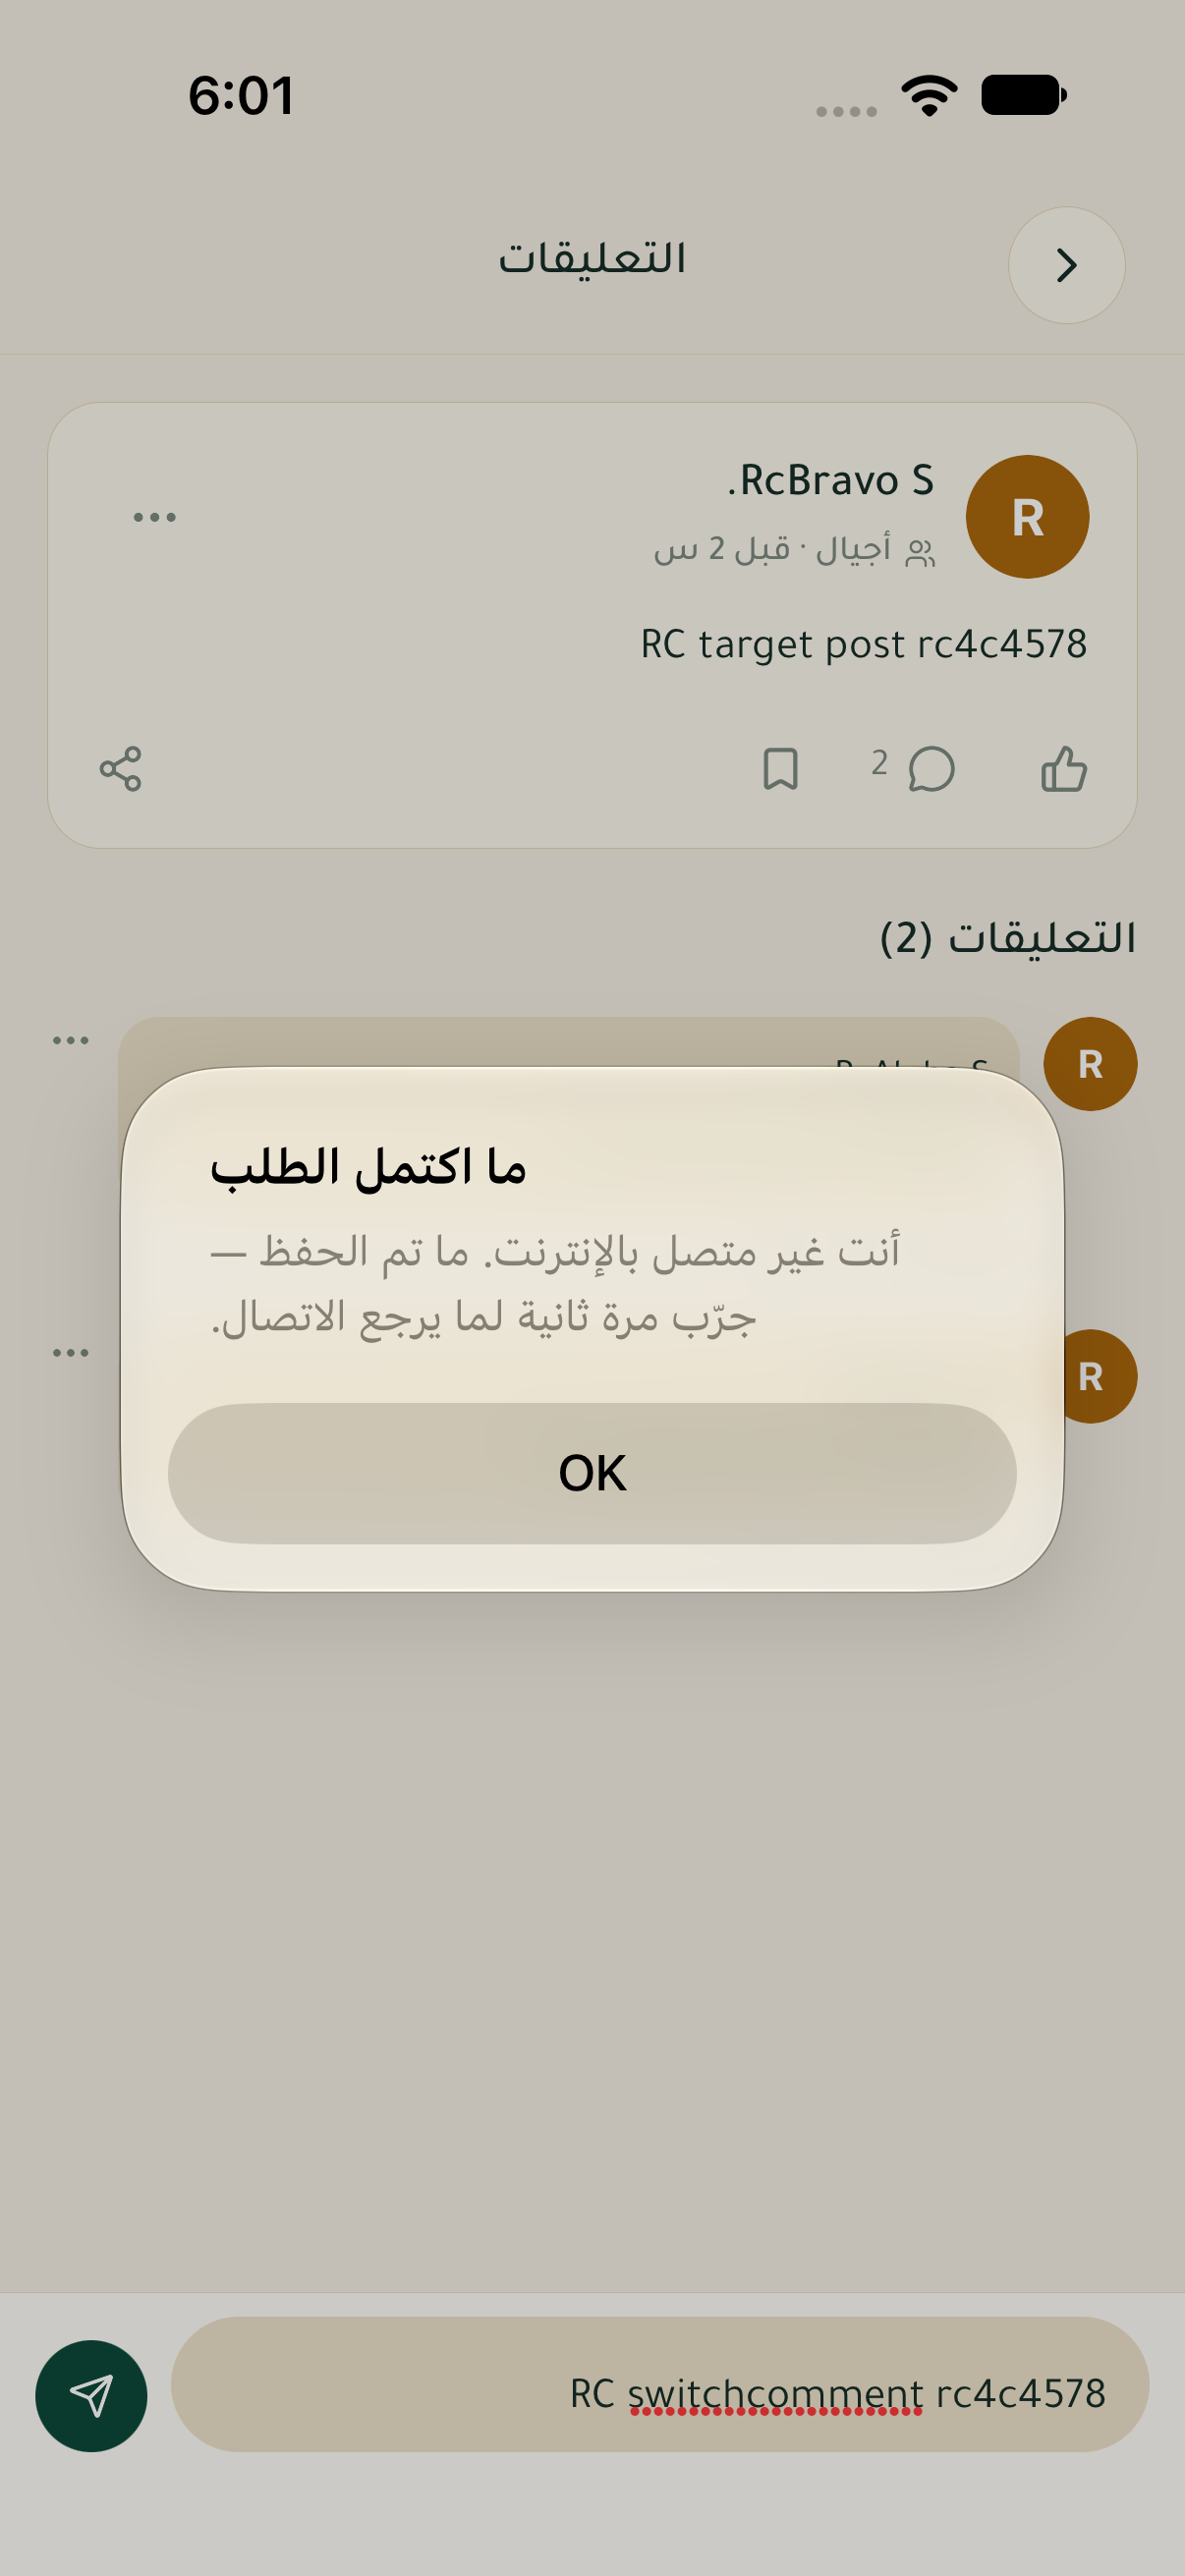 6:01
التعليقات
R
RcBravo S.
أجيال · قبل 2 س
RC target post rc4c4578
2
التعليقات (2)
R
ما اكتمل الطلب
أنت غير متصل بالإنترنت. ما تم الحفظ —
جرّب مرة ثانية لما يرجع الاتصال.
R
OK
RC switchcomment rc4c4578